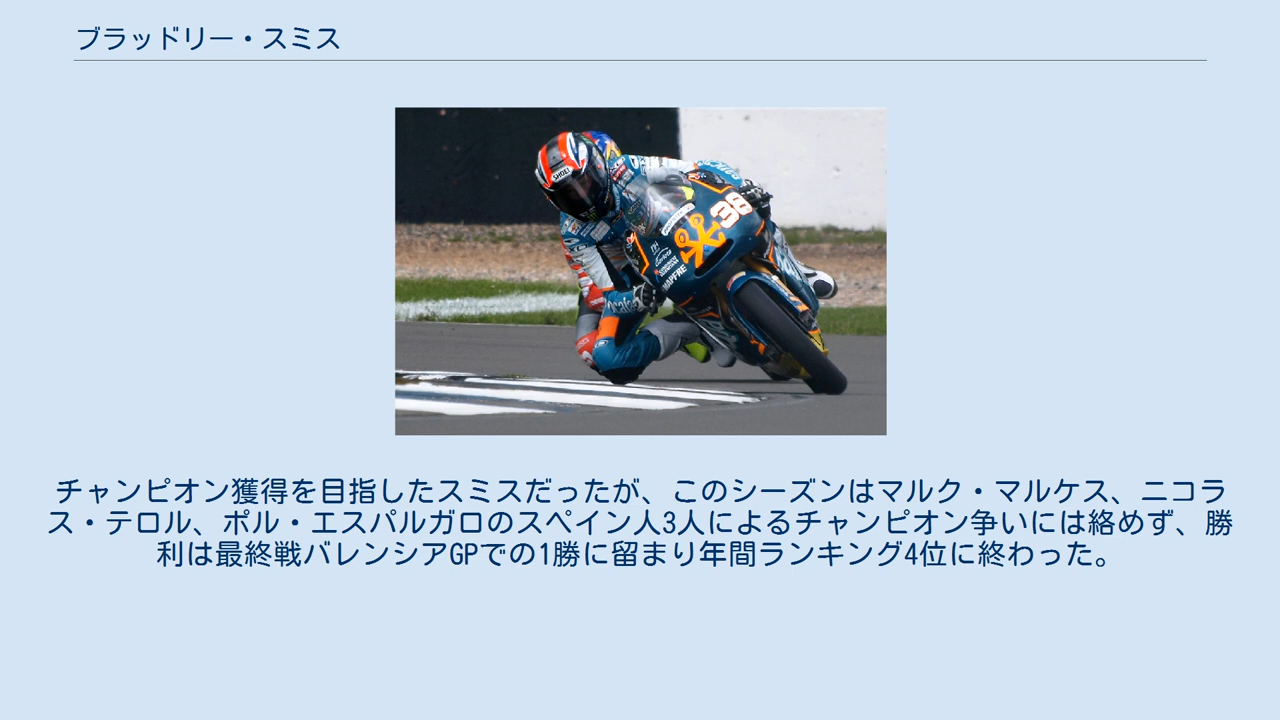 ブラッドリー・スミス
SHOEI
38
MAPFRE
チャンピオン獲得を目指したスミスだったが、このシーズンはマルク・マルケス、ニコラ
ス・テロル、ポル・エスパルガロのスペイン人3人によるチャンピオン争いには絡めず、勝
利は最終戦バレンシアGPでの1勝に留まり年間ランキング4位に終わった。